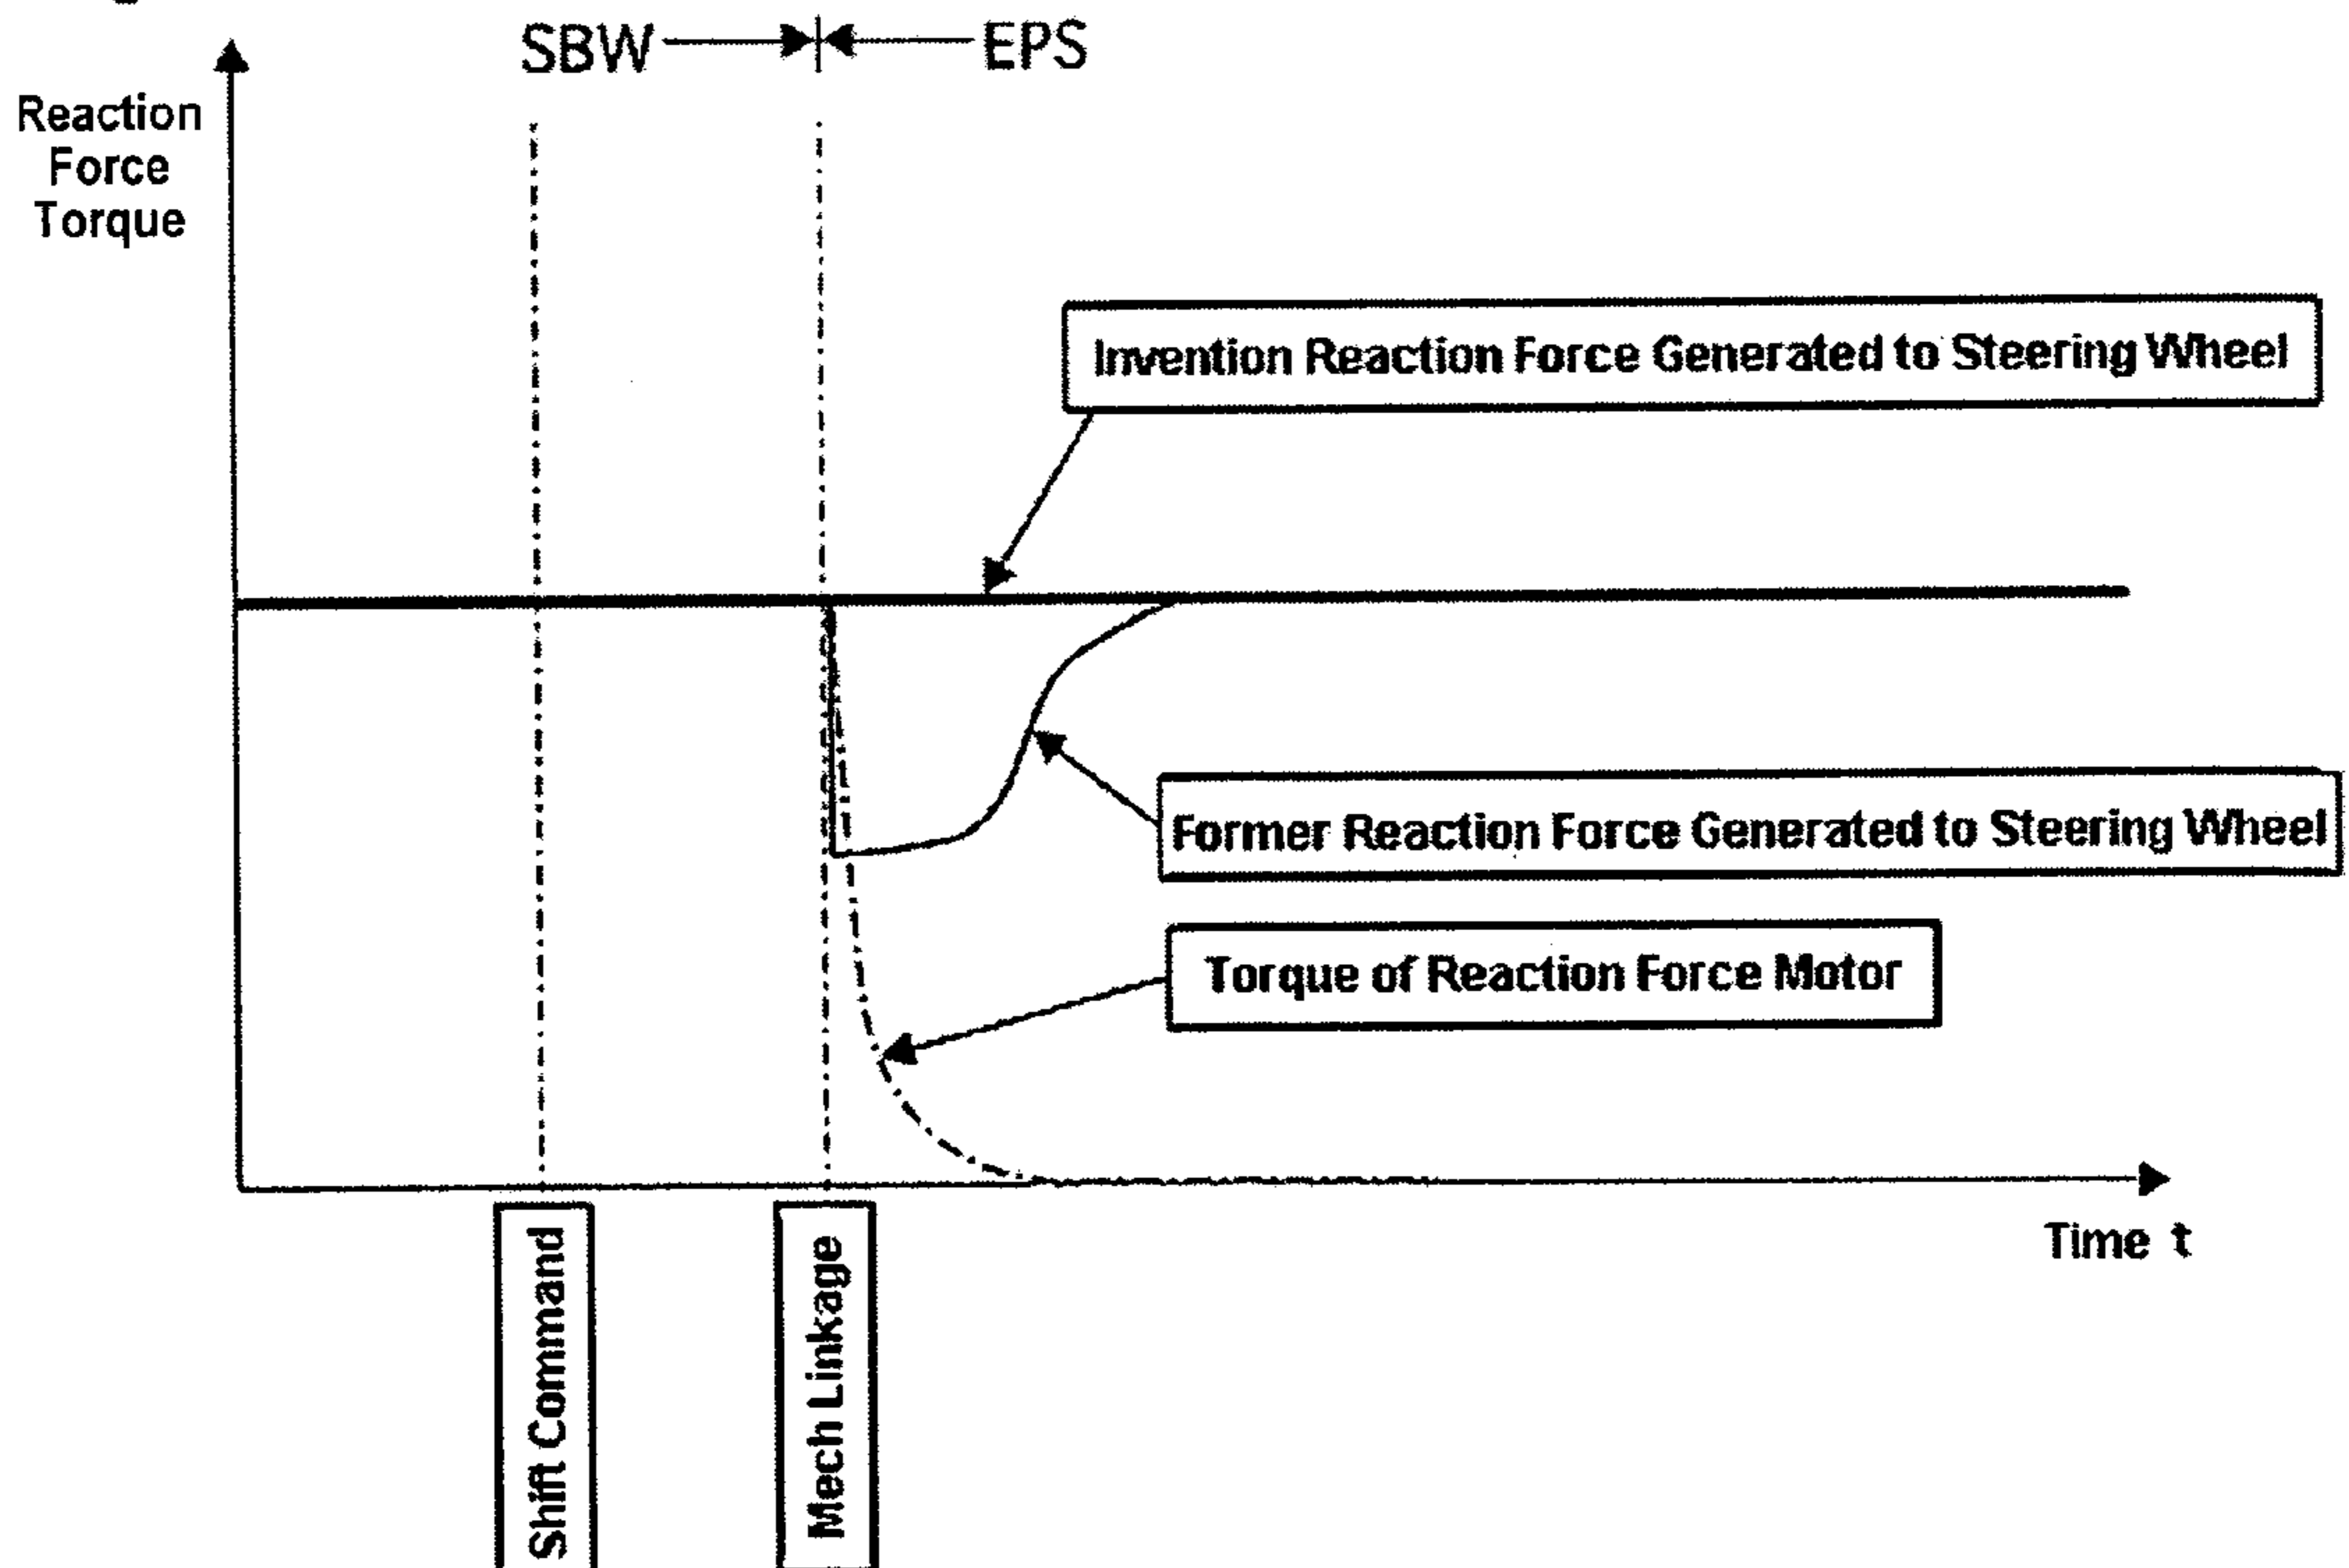 SBW EPS
Reaction
Force
Torque
Invention Reaction Force Generated to Steering Wheel
Former Reaction Force Generated to Steering Wheel
Torque of Reaction Force Motor
Time t
Shift Command
Mech Linkage